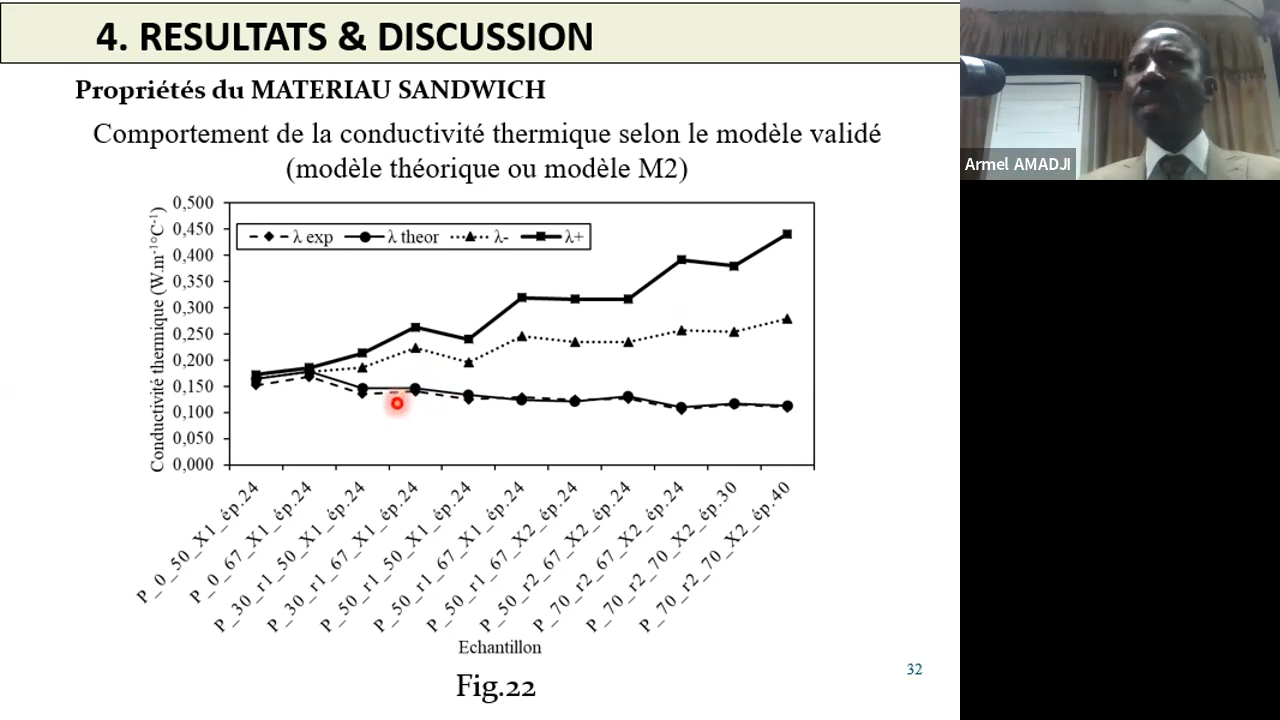 4. RESULTATS & DISCUSSION
Propriétés du MATERIAU SANDWICH
Comportement de la conductivité thermique selon le modèle validé
(modèle théorique ou modèle M2)
Conductivité thermique (W.m⁻¹°C⁻¹)
0,500
0,450
0,400
0,350
0,300
0,250
0,200
0,150
0,100
0,050
0,000
λ exp λ theor λ- λ+
P_0_50_X1_ép.24
P_0_67_X1_ép.24
P_30_r1_50_X1_ép.24
P_30_r1_67_X1_ép.24
P_50_r1_50_X1_ép.24
P_50_r1_67_X1_ép.24
P_50_r1_67_X2_ép.24
P_50_r2_67_X2_ép.24
P_70_r2_67_X2_ép.24
P_70_r2_70_X2_ép.30
P_70_r2_70_X2_ép.40
Echantillon
Fig.22
32
Armel AMADJI